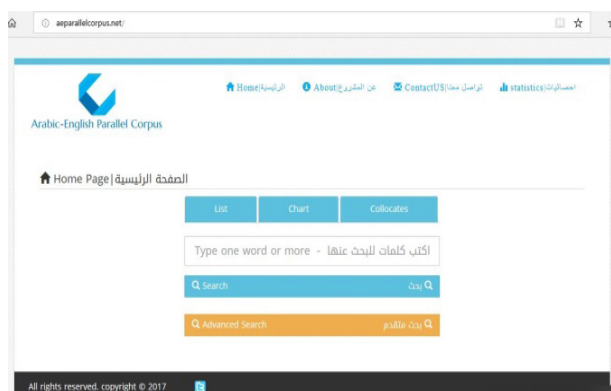 aeparallelcorpus.net/
Home|الرئيسية About|عن المشروع ContactUS|تواصل معنا statistics|احصائيات
Arabic-English Parallel Corpus
Home Page|الصفحة الرئيسية
List Chart Collocates
Type one word or more - اكتب كلمات للبحث عنها
Search بحث
Advanced Search بحث متقدم
All rights reserved. copyright © 2017